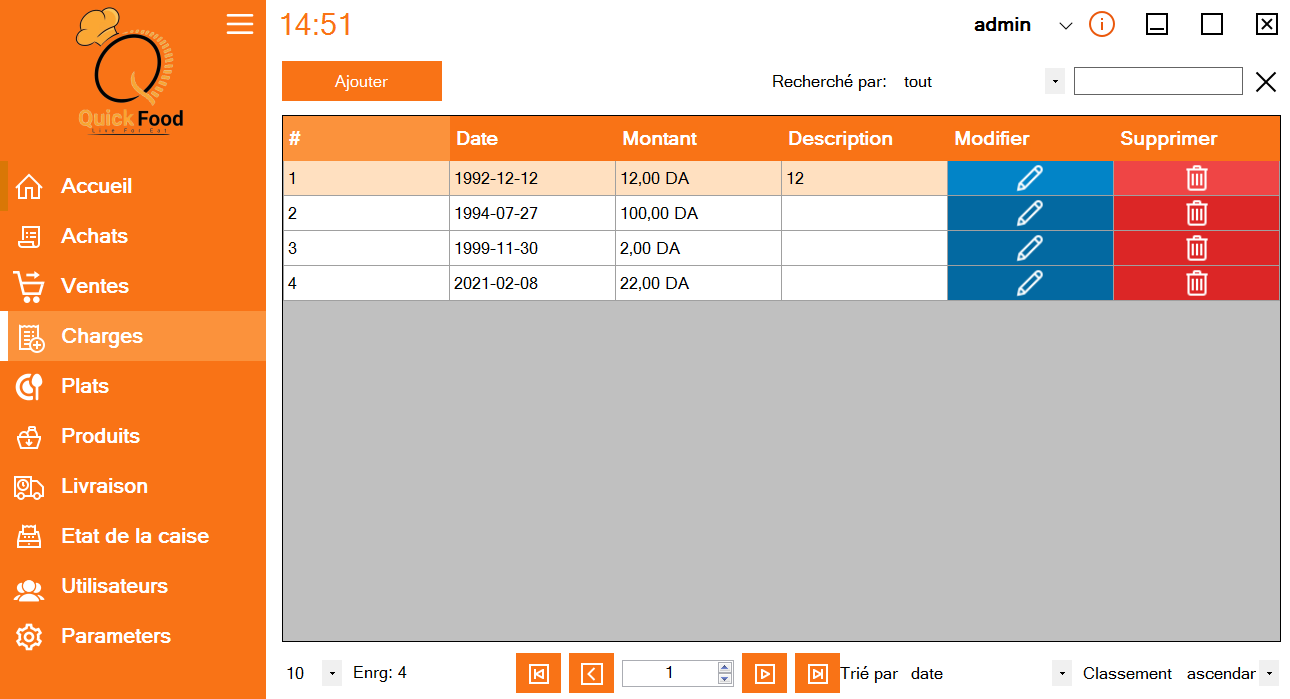 14:51
admin
Quick Food
Live For Eat
Ajouter
Recherché par: tout
# Date Montant Description Modifier Supprimer
1 1992-12-12 12,00 DA 12
2 1994-07-27 100,00 DA
3 1999-11-30 2,00 DA
4 2021-02-08 22,00 DA
Accueil
Achats
Ventes
Charges
Plats
Produits
Livraison
Etat de la caise
Utilisateurs
Parameters
10 Enrg: 4 1 Trié par date Classement ascendar